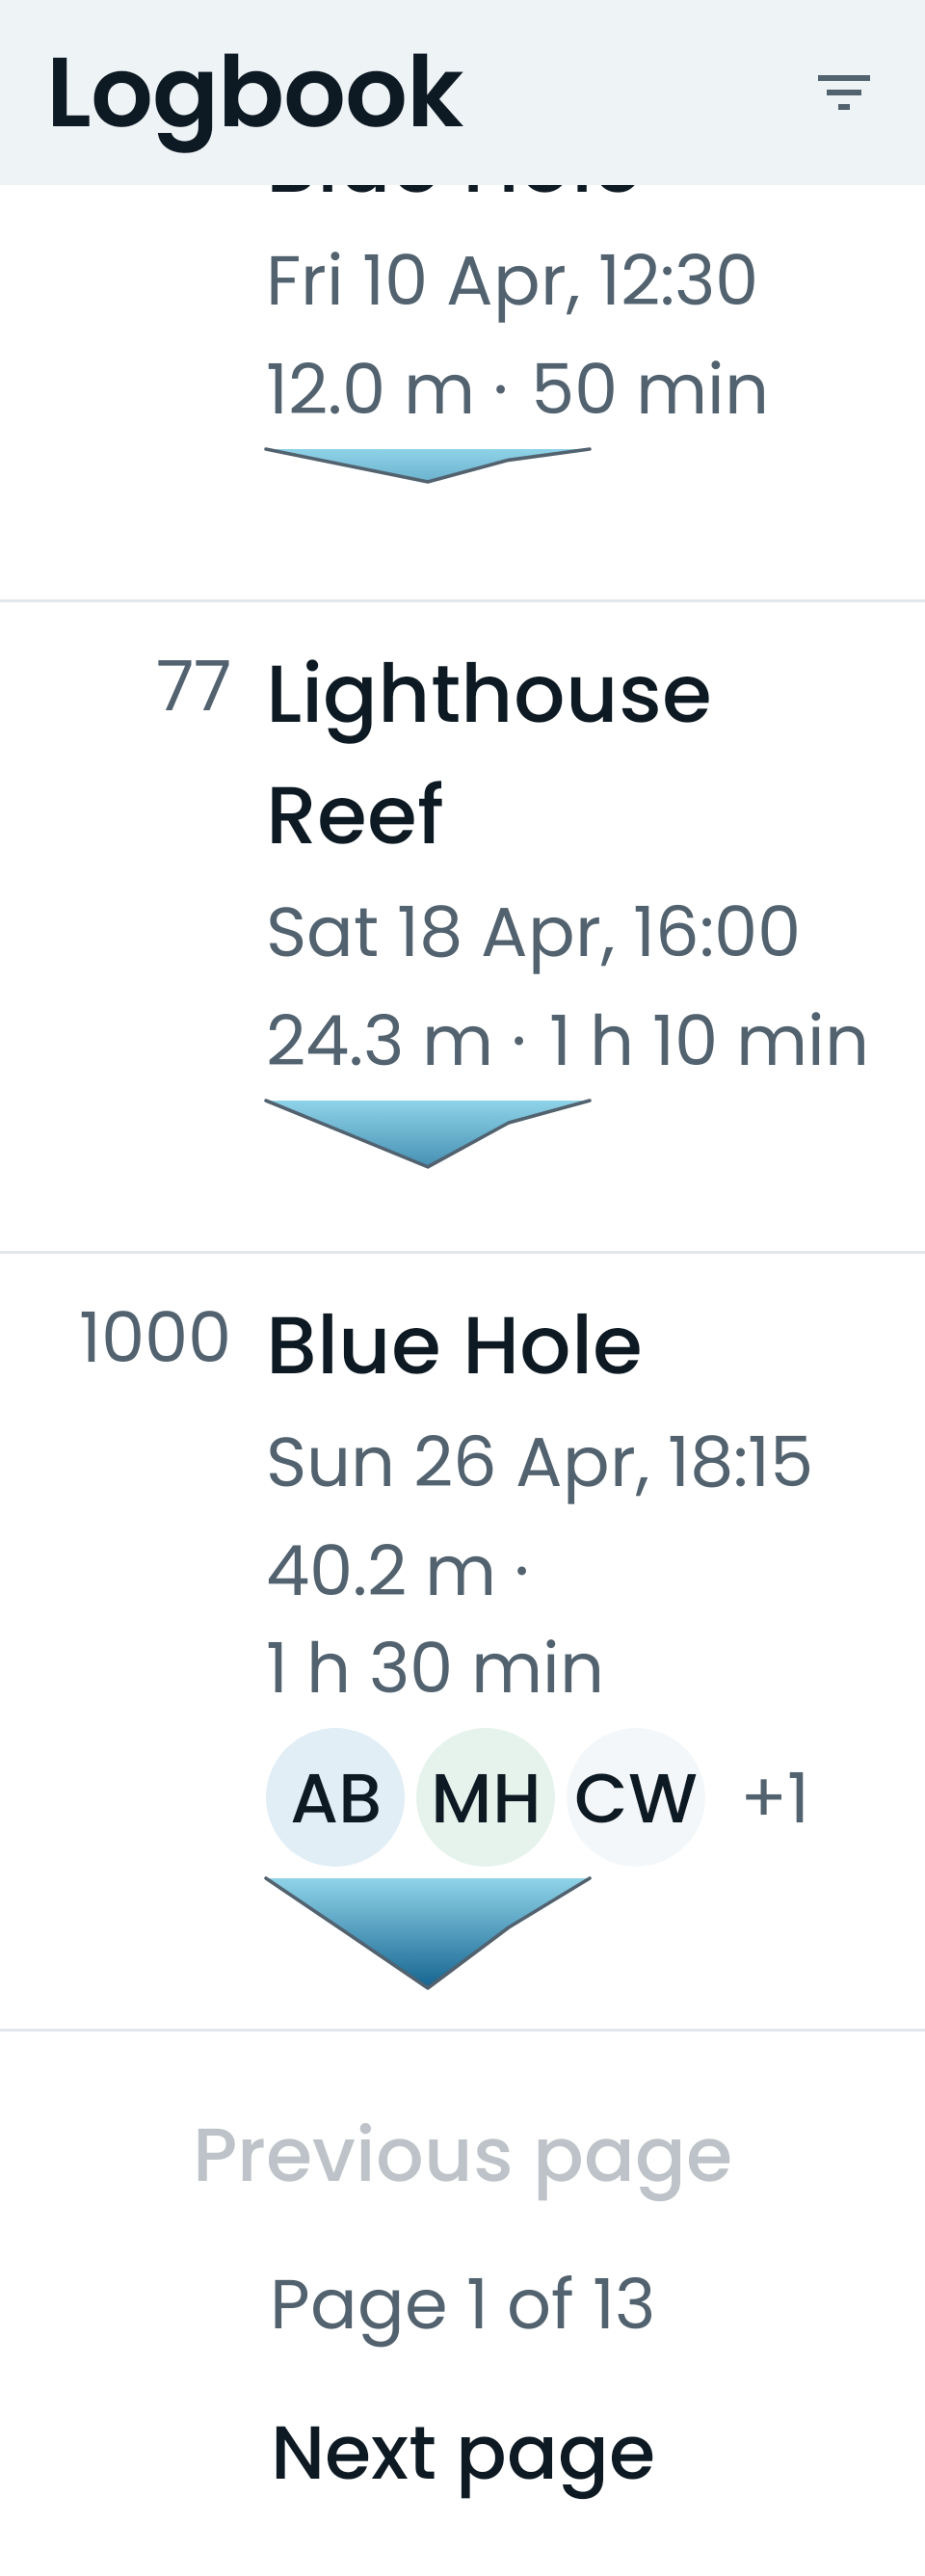 Logbook
Blue Hole
Fri 10 Apr, 12:30
12.0 m · 50 min
77
Lighthouse
Reef
Sat 18 Apr, 16:00
24.3 m · 1 h 10 min
1000
Blue Hole
Sun 26 Apr, 18:15
40.2 m ·
1 h 30 min
AB MH CW +1
Previous page
Page 1 of 13
Next page